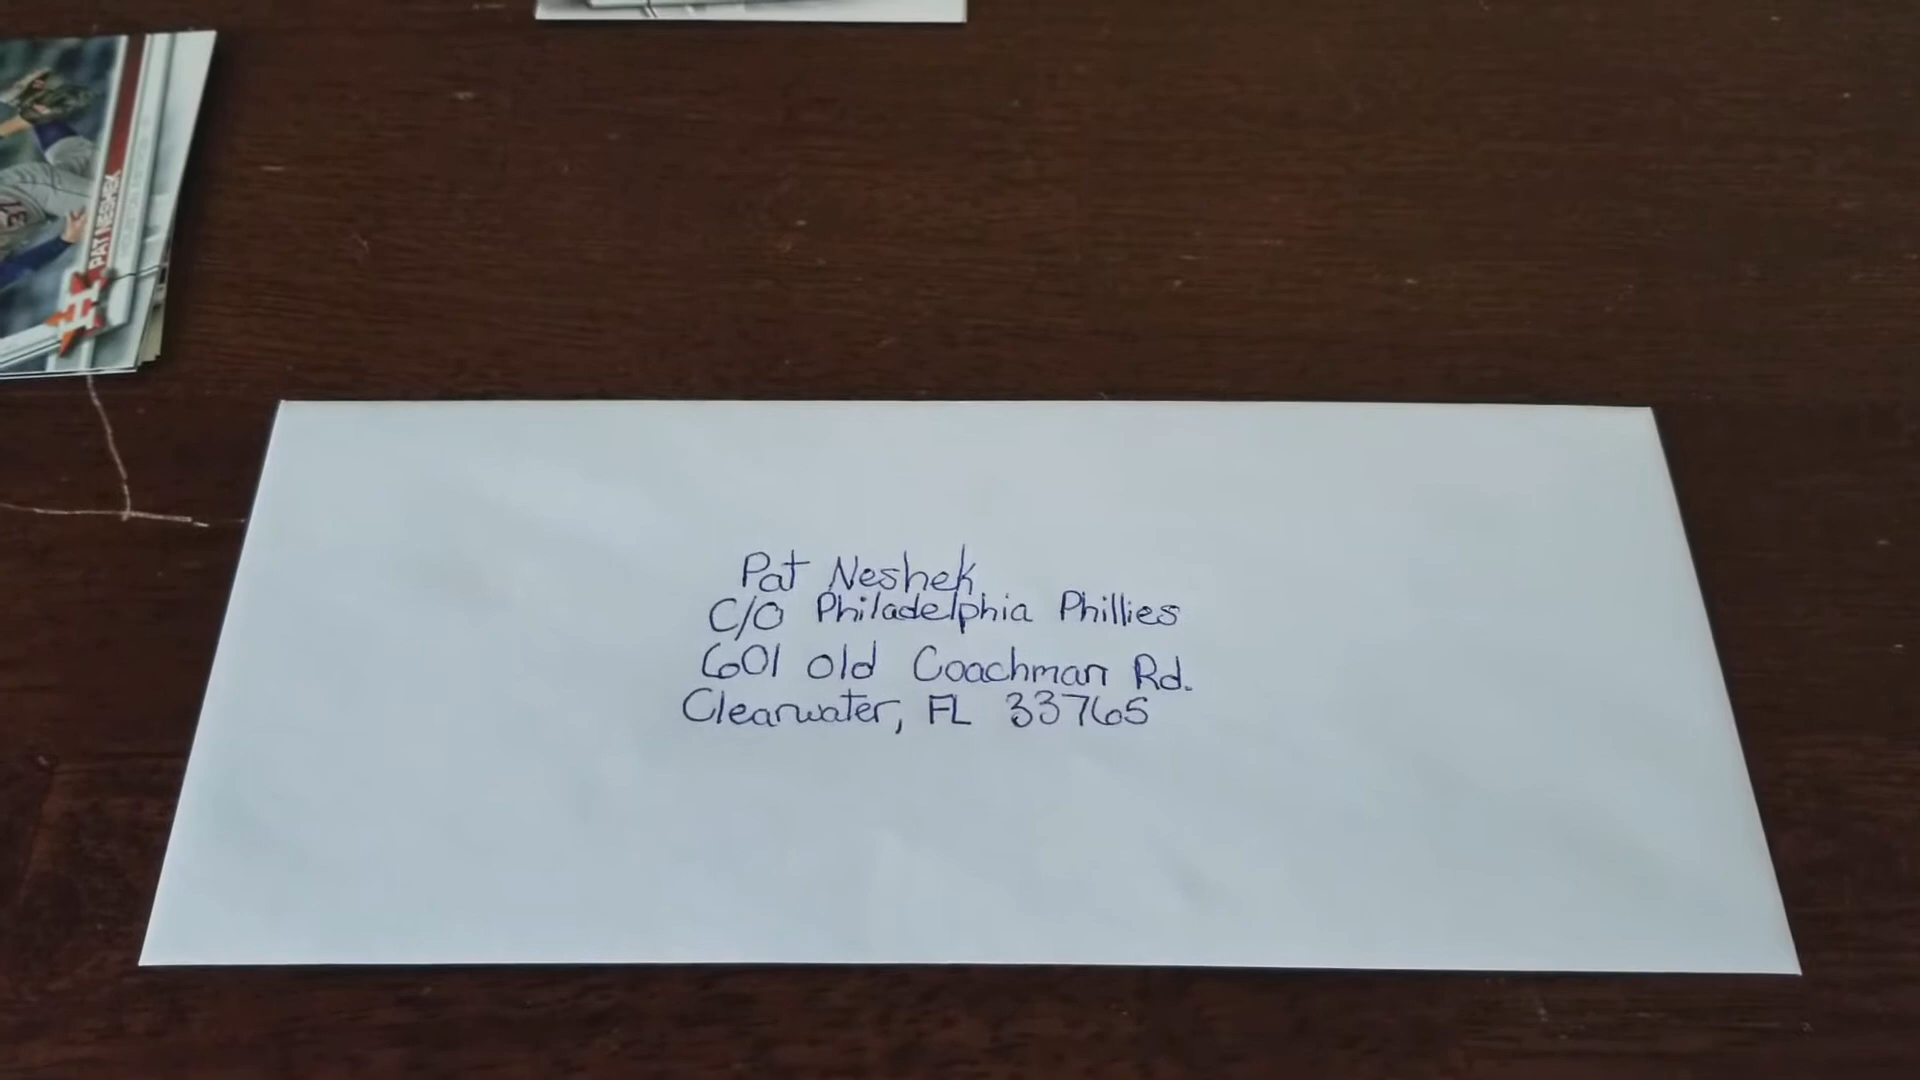 PAT NESHEK
Pat Neshek
C/O Philadelphia Phillies
601 old Coachman Rd.
Clearwater, FL 33765